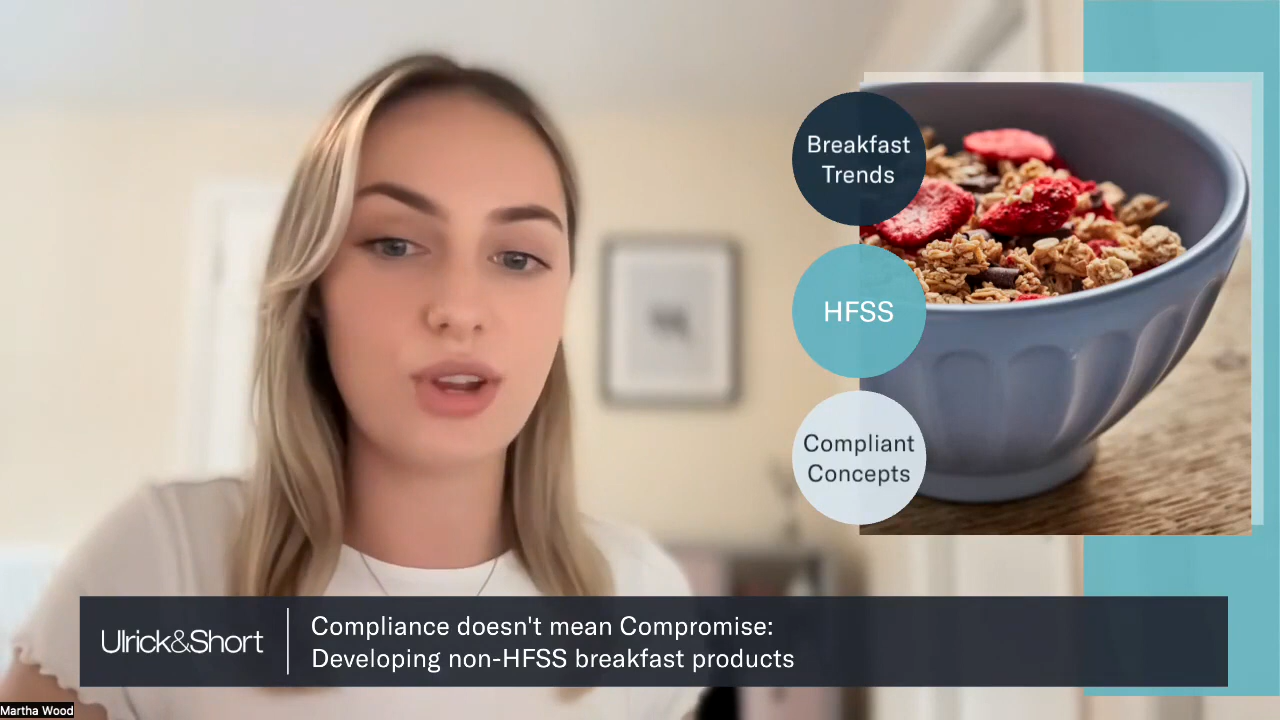 Breakfast
Trends
HFSS
Compliant
Concepts
Ulrick&Short
Compliance doesn't mean Compromise:
Developing non-HFSS breakfast products
Martha Wood